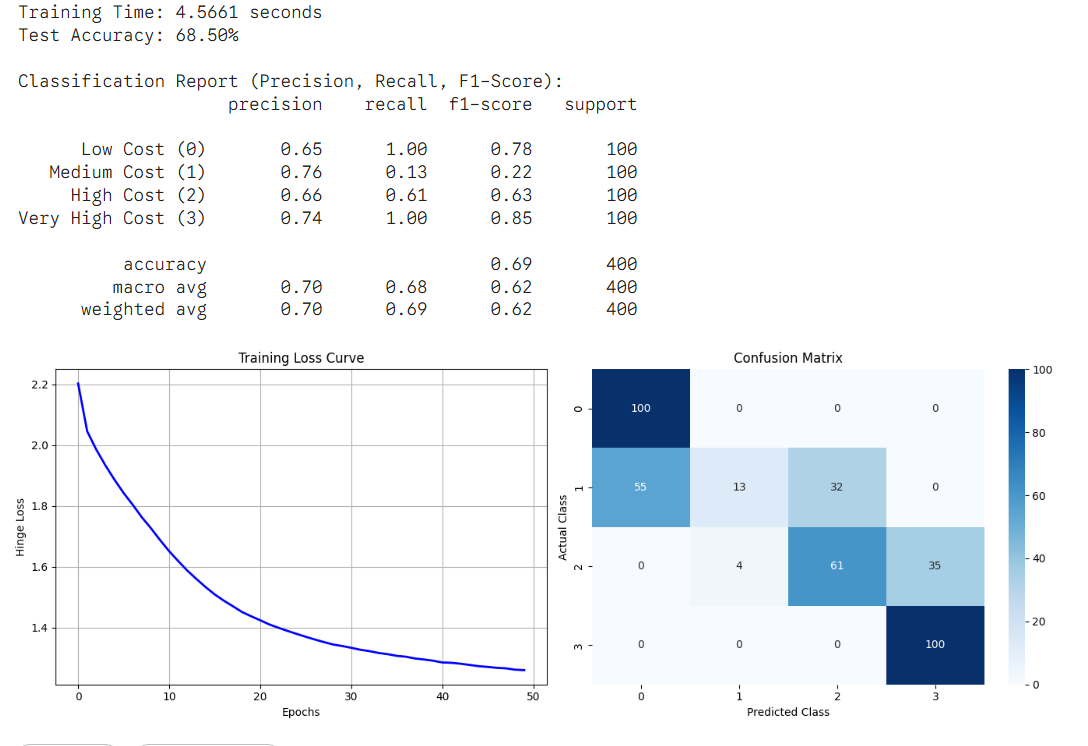 Training Time: 4.5661 seconds
Test Accuracy: 68.50%
Classification Report (Precision, Recall, F1-Score):
precision recall f1-score support
Low Cost (0) 0.65 1.00 0.78 100
Medium Cost (1) 0.76 0.13 0.22 100
High Cost (2) 0.66 0.61 0.63 100
Very High Cost (3) 0.74 1.00 0.85 100
accuracy 0.69 400
macro avg 0.70 0.68 0.62 400
weighted avg 0.70 0.69 0.62 400
Training Loss Curve
2.2
2.0
1.8
1.6
1.4
Hinge Loss
0 10 20 30 40 50
Epochs
Confusion Matrix
0 100 0 0 0
1 55 13 32 0
2 0 4 61 35
3 0 0 0 100
Actual Class
0 1 2 3
Predicted Class
100
80
60
40
20
0